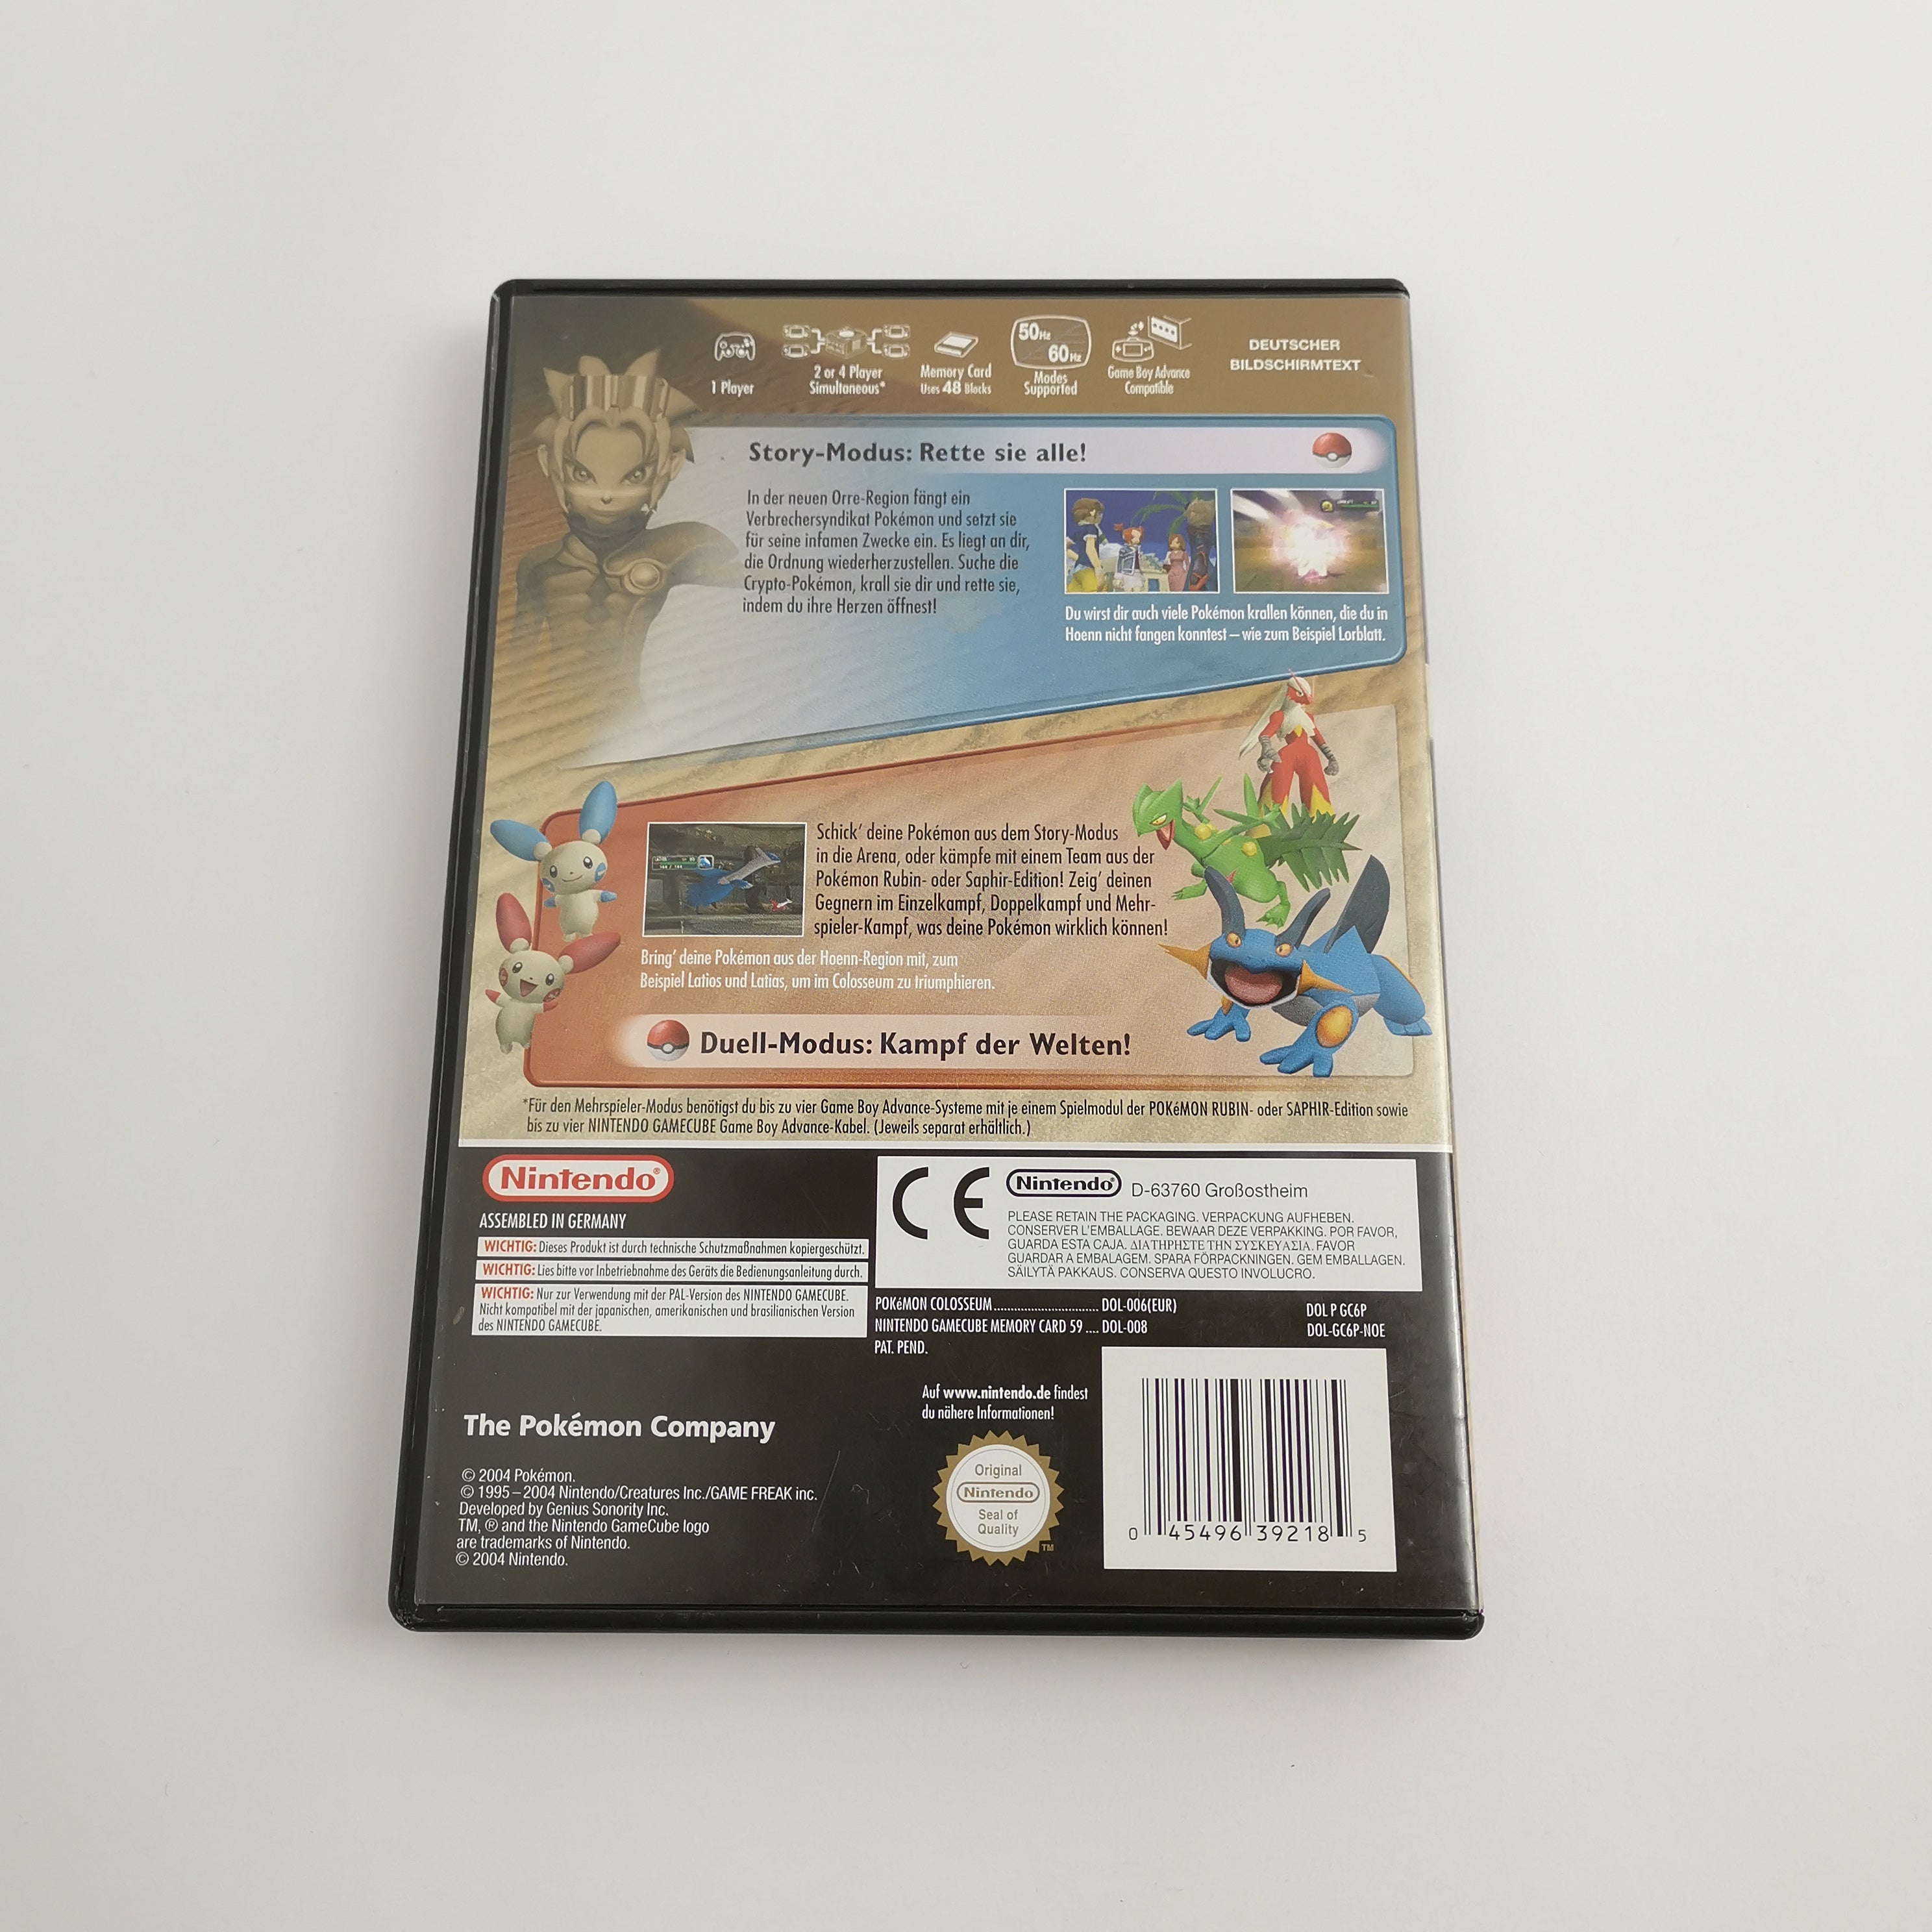 1 Player
2 or 4 Player
Simultaneous*
Memory Card
Uses 48 Blocks
50Hz
60Hz
Modes
Supported
Game Boy Advance
Compatible
DEUTSCHER
BILDSCHIRMTEXT
Story-Modus: Rette sie alle!
In der neuen Orre-Region fängt ein
Verbrechersyndikat Pokémon und setzt sie
für seine infamen Zwecke ein. Es liegt an dir,
die Ordnung wiederherzustellen. Suche die
Crypto-Pokémon, krall sie dir und rette sie,
indem du ihre Herzen öffnest!
Du wirst dir auch viele Pokémon krallen können, die du in
Hoenn nicht fangen konntest – wie zum Beispiel Lorblatt.
Schick’ deine Pokémon aus dem Story-Modus
in die Arena, oder kämpfe mit einem Team aus der
Pokémon Rubin- oder Saphir-Edition! Zeig’ deinen
Gegnern im Einzelkampf, Doppelkampf und Mehr-
spieler-Kampf, was deine Pokémon wirklich können!
Bring’ deine Pokémon aus der Hoenn-Region mit, zum
Beispiel Latios und Latias, um im Colosseum zu triumphieren.
Duell-Modus: Kampf der Welten!
*Für den Mehrspieler-Modus benötigst du bis zu vier Game Boy Advance-Systeme mit je einem Spielmodul der POKéMON RUBIN- oder SAPHIR-Edition sowie
bis zu vier NINTENDO GAMECUBE Game Boy Advance-Kabel. (Jeweils separat erhältlich.)
Nintendo®
ASSEMBLED IN GERMANY
WICHTIG: Dieses Produkt ist durch technische Schutzmaßnahmen kopiergeschützt.
WICHTIG: Lies bitte vor Inbetriebnahme des Geräts die Bedienungsanleitung durch.
WICHTIG: Nur zur Verwendung mit der PAL-Version des NINTENDO GAMECUBE.
Nicht kompatibel mit der japanischen, amerikanischen und brasilianischen Version
des NINTENDO GAMECUBE.
CE
Nintendo® D-63760 Großostheim
PLEASE RETAIN THE PACKAGING. VERPACKUNG AUFHEBEN.
CONSERVER L'EMBALLAGE. BEWAAR DEZE VERPAKKING. POR FAVOR,
GUARDA ESTA CAJA. ΔΙΑΤΗΡΗΣΤΕ ΤΗΝ ΣΥΣΚΕΥΑΣΙΑ. FAVOR
GUARDAR A EMBALAGEM. SPARA FÖRPACKNINGEN. GEM EMBALLAGEN.
SÄILYTÄ PAKKAUS. CONSERVA QUESTO INVOLUCRO.
POKéMON COLOSSEUM............................... DOL-006(EUR)
NINTENDO GAMECUBE MEMORY CARD 59 .... DOL-008
PAT. PEND.
DOL P GC6P
DOL-GC6P-NOE
Auf www.nintendo.de findest
du nähere Informationen!
The Pokémon Company
© 2004 Pokémon.
© 1995–2004 Nintendo/Creatures Inc./GAME FREAK inc.
Developed by Genius Sonority Inc.
TM, ® and the Nintendo GameCube logo
are trademarks of Nintendo.
© 2004 Nintendo.
Original
Nintendo
Seal of
Quality
TM
0 45496 39218 5